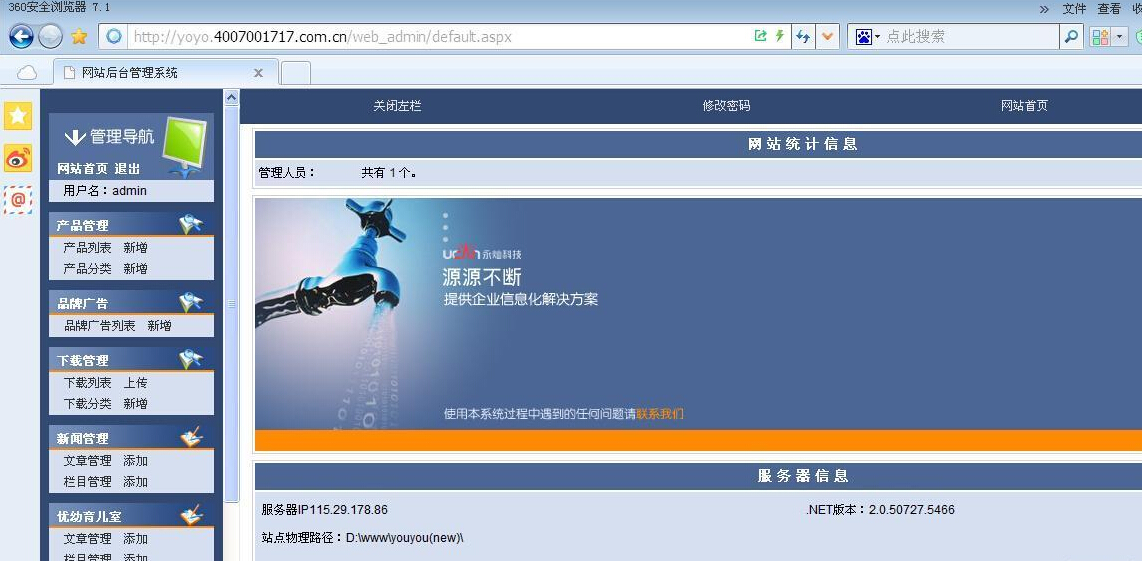 360安全浏览器 7.1
» 文件 查看 收
http://yoyo.4007001717.com.cn/web_admin/default.aspx
点此搜索
网站后台管理系统 x
关闭左栏 修改密码 网站首页
管理导航
网站首页 退出
用户名：admin
产品管理
产品列表 新增
产品分类 新增
品牌广告
品牌广告列表 新增
下载管理
下载列表 上传
下载分类 新增
新闻管理
文章管理 添加
栏目管理 添加
优幼育儿室
文章管理 添加
栏目管理 添加
网站统计信息
管理人员： 共有 1 个。
永灿科技
源源不断
提供企业信息化解决方案
使用本系统过程中遇到的任何问题请联系我们
服务器信息
服务器IP115.29.178.86 .NET版本：2.0.50727.5466
站点物理路径：D:\www\youyou(new)\